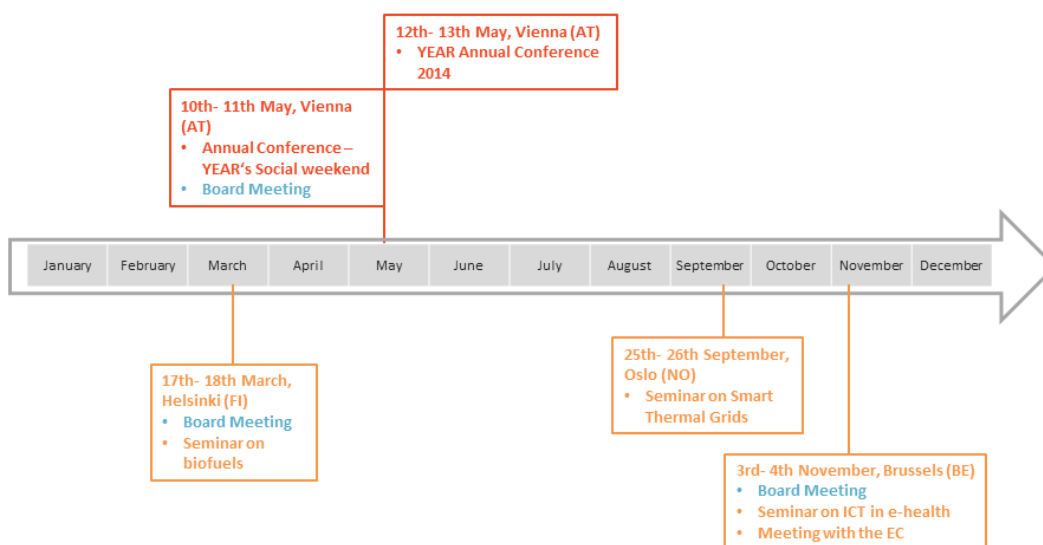 12th- 13th May, Vienna (AT)
• YEAR Annual Conference
2014
10th- 11th May, Vienna
(AT)
• Annual Conference –
YEAR‘s Social weekend
• Board Meeting
January February March April May June July August September October November December
17th- 18th March,
Helsinki (FI)
• Board Meeting
• Seminar on
biofuels
25th- 26th September,
Oslo (NO)
• Seminar on Smart
Thermal Grids
3rd- 4th November, Brussels (BE)
• Board Meeting
• Seminar on ICT in e-health
• Meeting with the EC